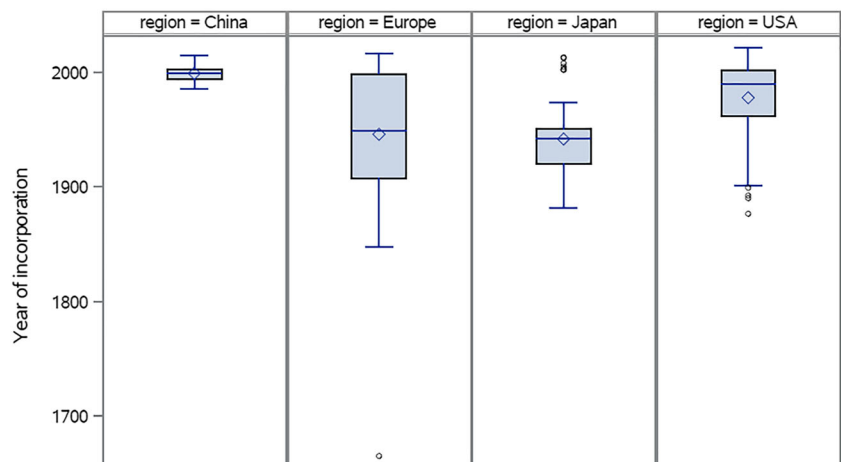 region = China
region = Europe
region = Japan
region = USA
2000
1900
1800
1700
Year of incorporation